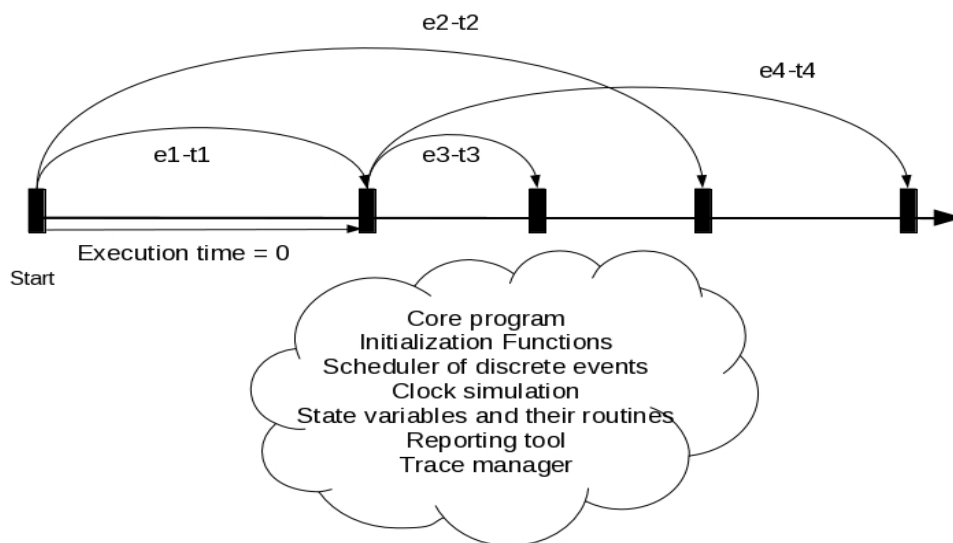 e2-t2
e4-t4
e1-t1
e3-t3
Execution time = 0
Start
Core program
Initialization Functions
Scheduler of discrete events
Clock simulation
State variables and their routines
Reporting tool
Trace manager